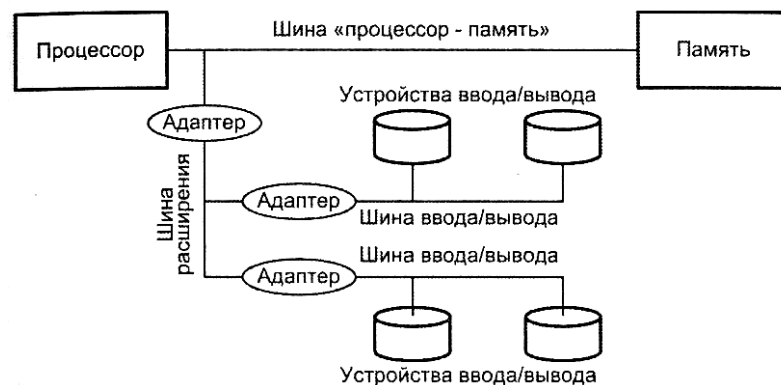 Шина «процессор - память»
Процессор
Память
Устройства ввода/вывода
Адаптер
Шина
расширения
Адаптер
Шина ввода/вывода
Шина ввода/вывода
Адаптер
Устройства ввода/вывода